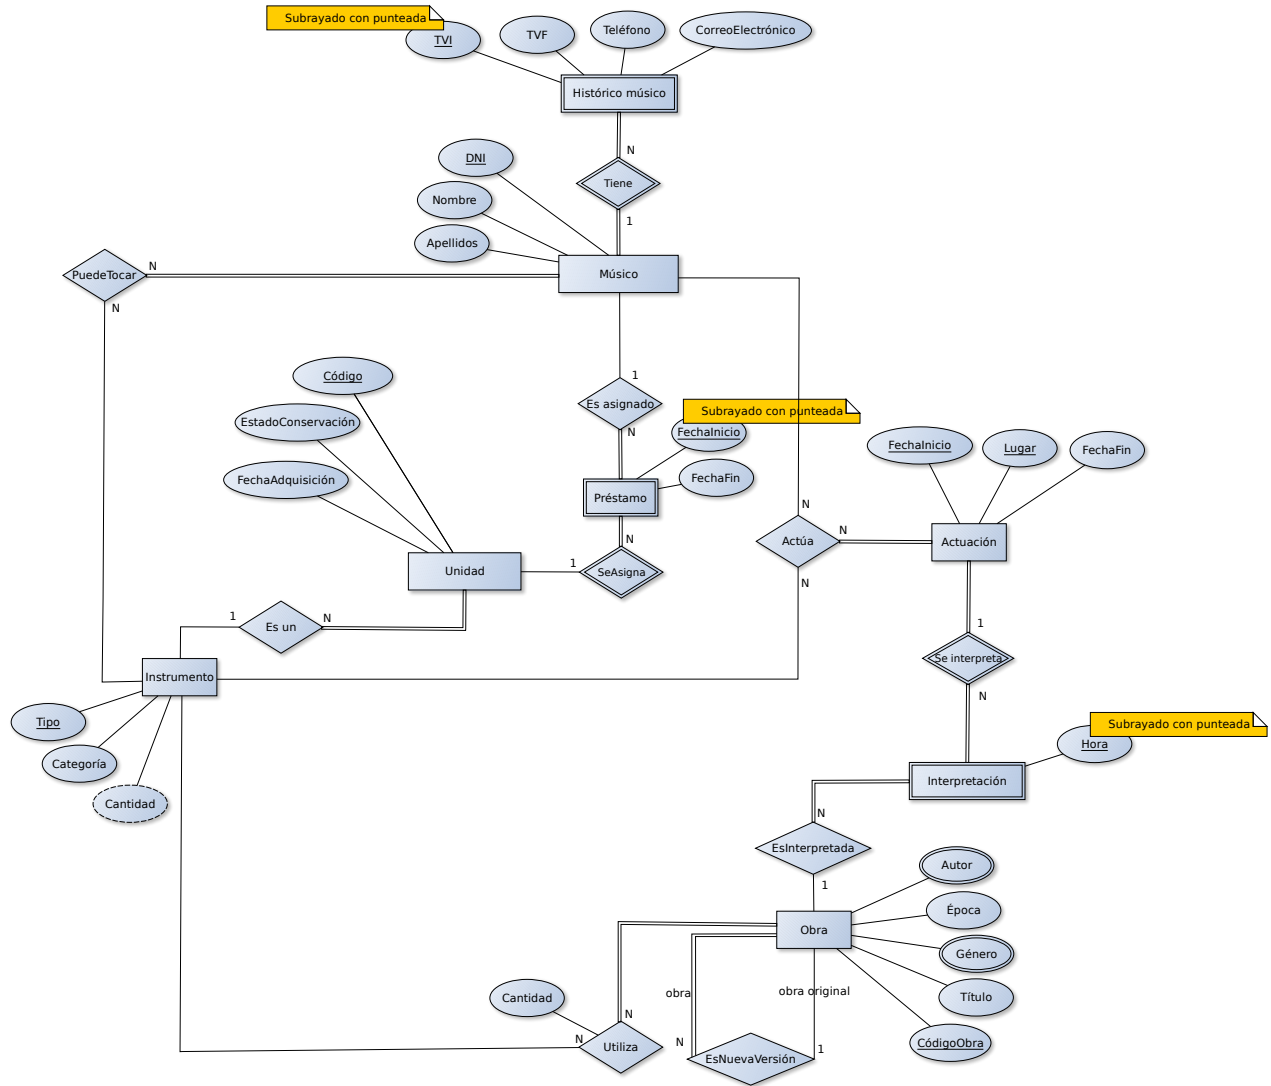 Subrayado con punteada
TVI
TVF
Teléfono
CorreoElectrónico
Histórico músico
N
Tiene
1
DNI
Nombre
Apellidos
Músico
PuedeTocar
N
N
1
Es asignado
N
Código
EstadoConservación
FechaAdquisición
Subrayado con punteada
FechaInicio
FechaFin
Préstamo
N
SeAsigna
1
Unidad
N
Actúa
N
N
FechaInicio
Lugar
FechaFin
Actuación
1
Se interpreta
N
1
Es un
N
Instrumento
Tipo
Categoría
Cantidad
Subrayado con punteada
Hora
Interpretación
N
EsInterpretada
1
Autor
Época
Género
Título
CódigoObra
Obra
obra
obra original
N
EsNuevaVersión
1
Cantidad
N
N
Utiliza